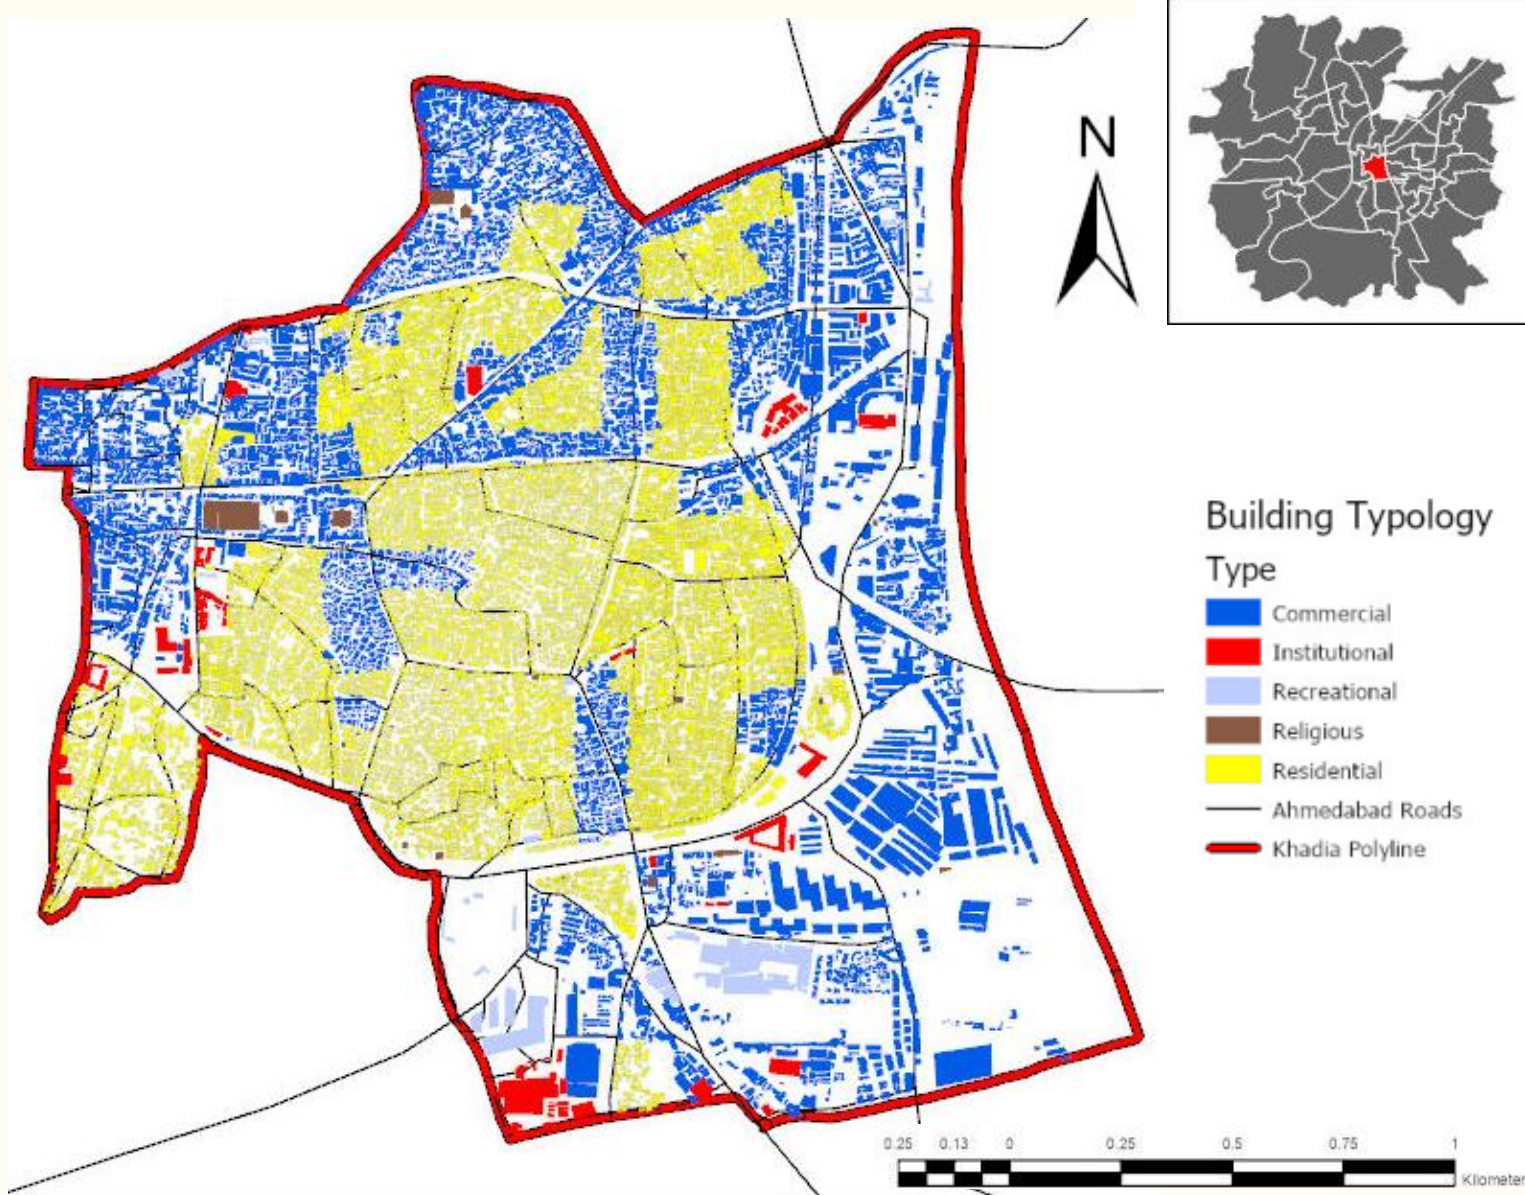 N
Building Typology
Type
Commercial
Institutional
Recreational
Religious
Residential
Ahmedabad Roads
Khadia Polyline
0.25 0.13 0 0.25 0.5 0.75 1
Kilometer